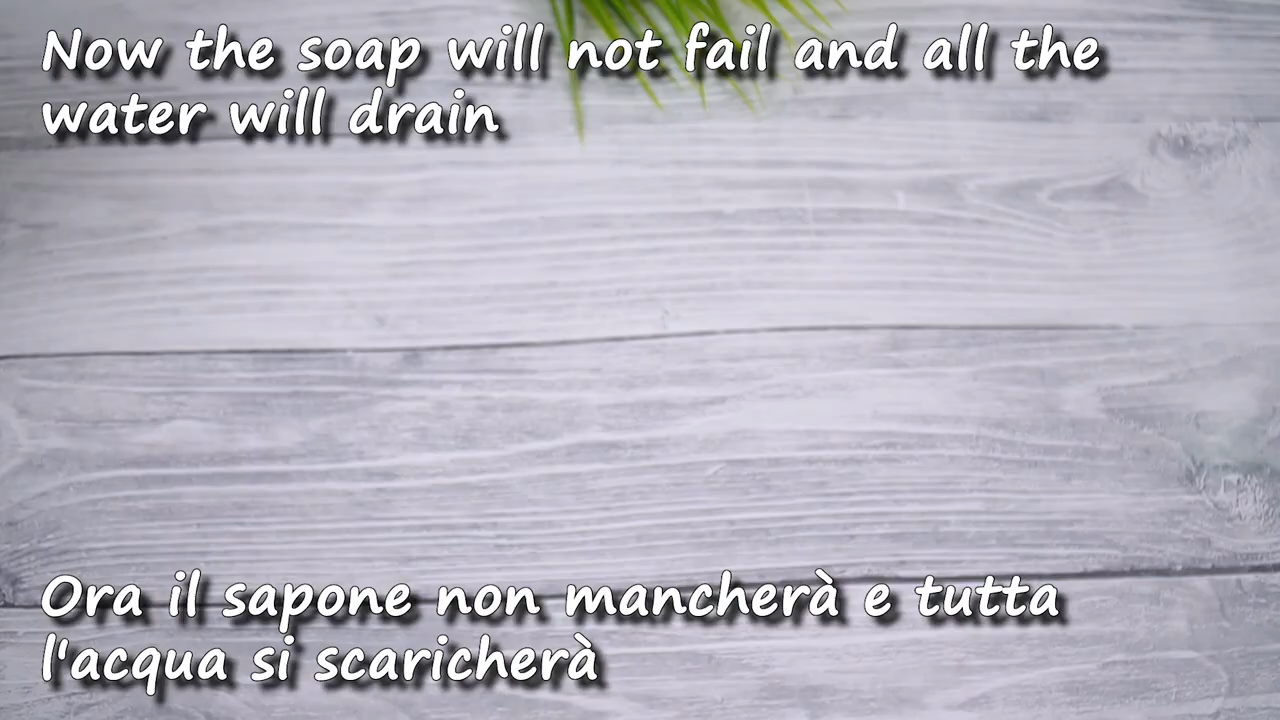 Now the soap will not fail and all the
water will drain
Ora il sapone non mancherà e tutta
l'acqua si scaricherà